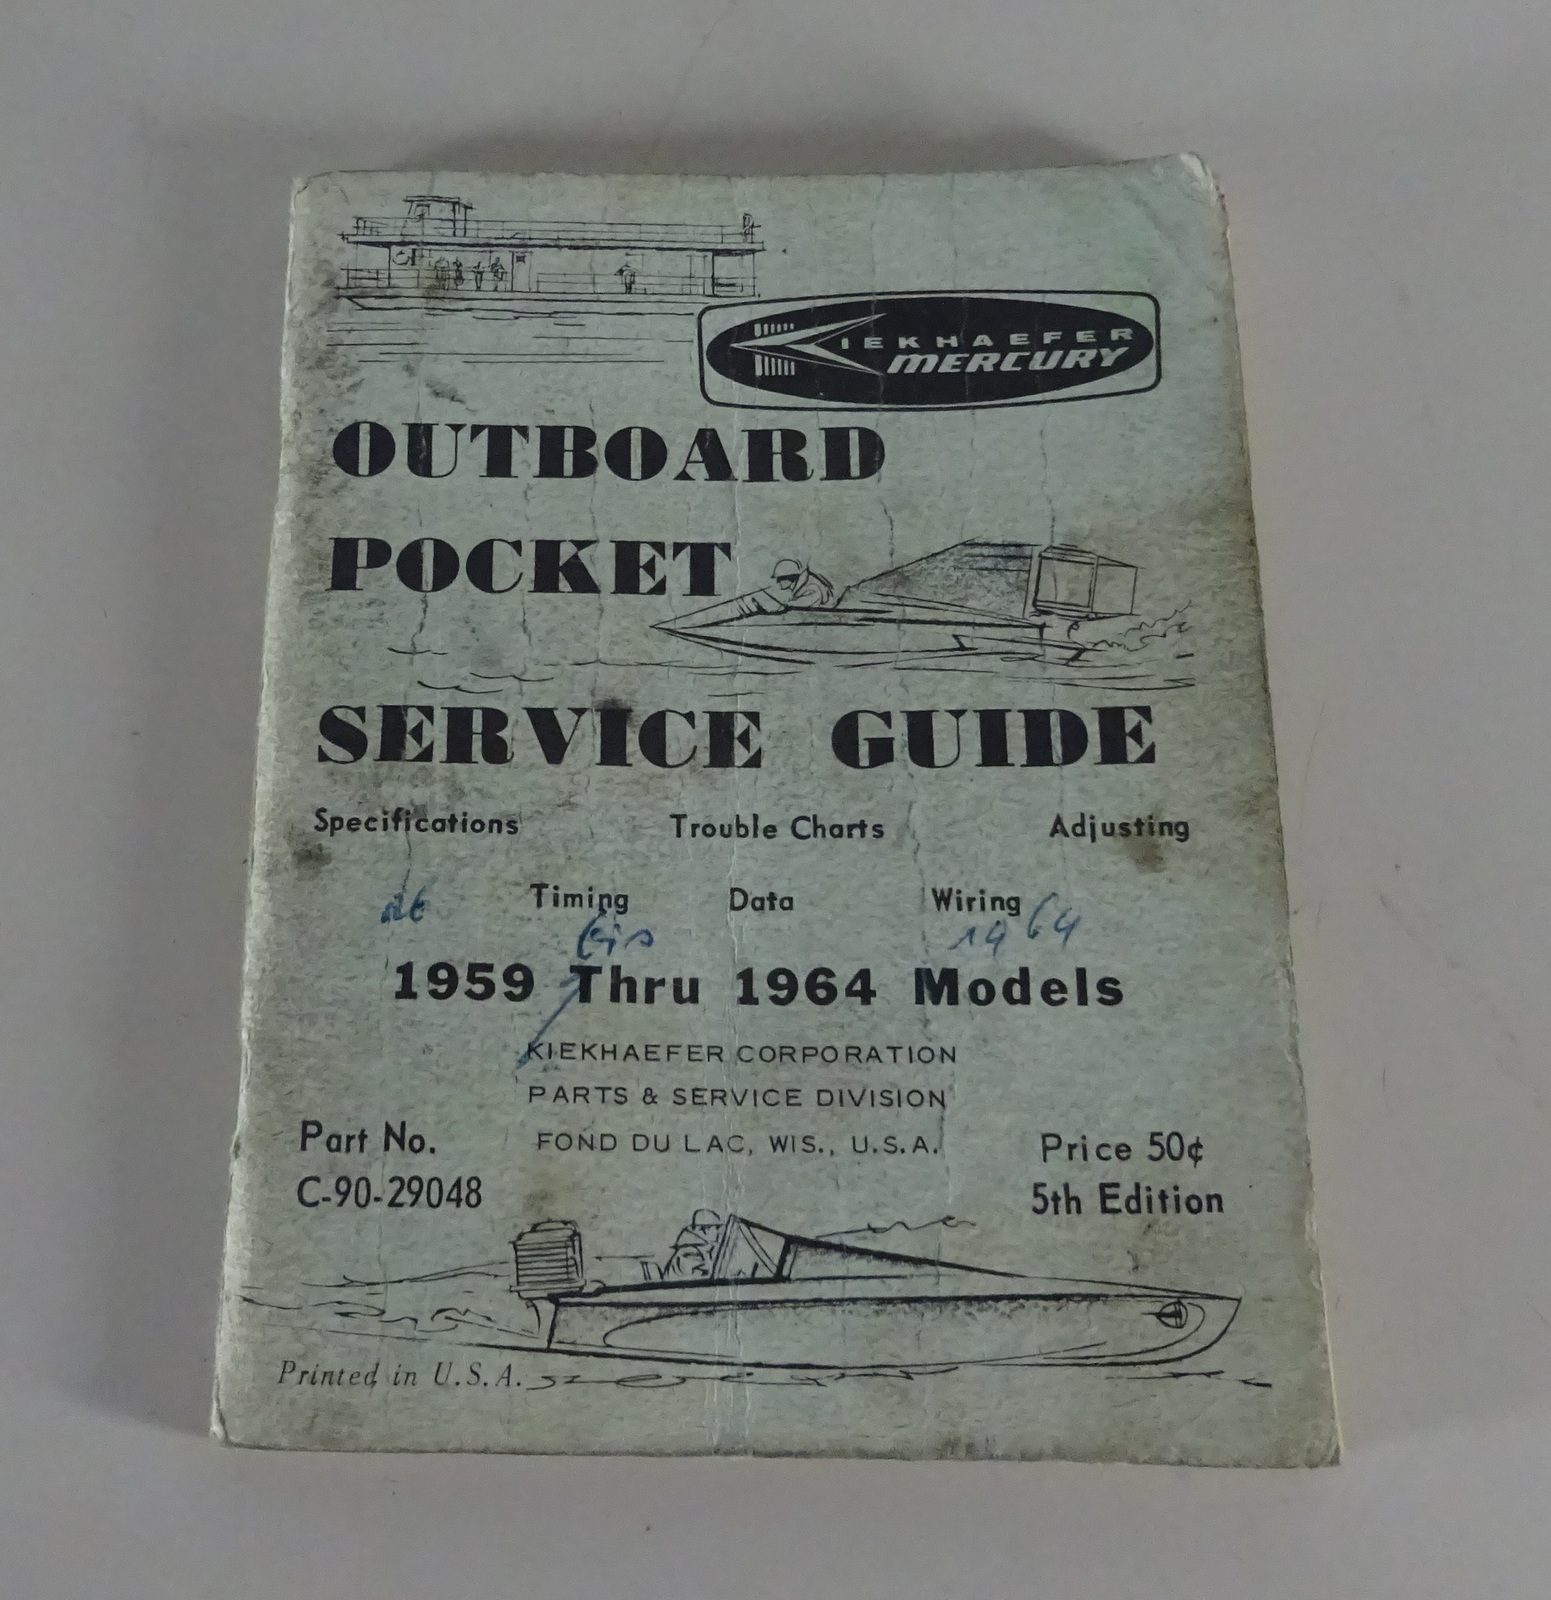 KIEKHAEFER
MERCURY
OUTBOARD
POCKET
SERVICE GUIDE
Specifications Trouble Charts Adjusting
Timing Data Wiring
bis 1964
1959 Thru 1964 Models
KIEKHAEFER CORPORATION
PARTS & SERVICE DIVISION
FOND DU LAC, WIS., U.S.A.
Part No.
C-90-29048
Price 50¢
5th Edition
Printed in U.S.A.